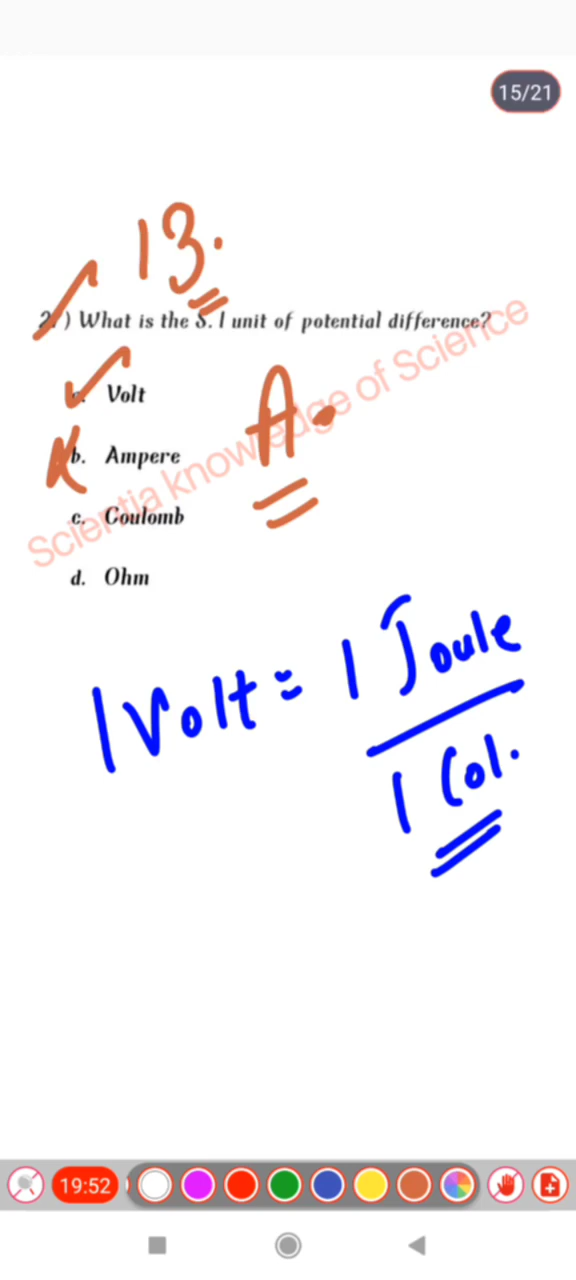 15/21
13.
2.) What is the S.I unit of potential difference?
a. Volt
A.
b. Ampere
c. Coulomb
d. Ohm
Scientia knowledge of Science
1 Volt = 1 Joule
1 Col.
19:52